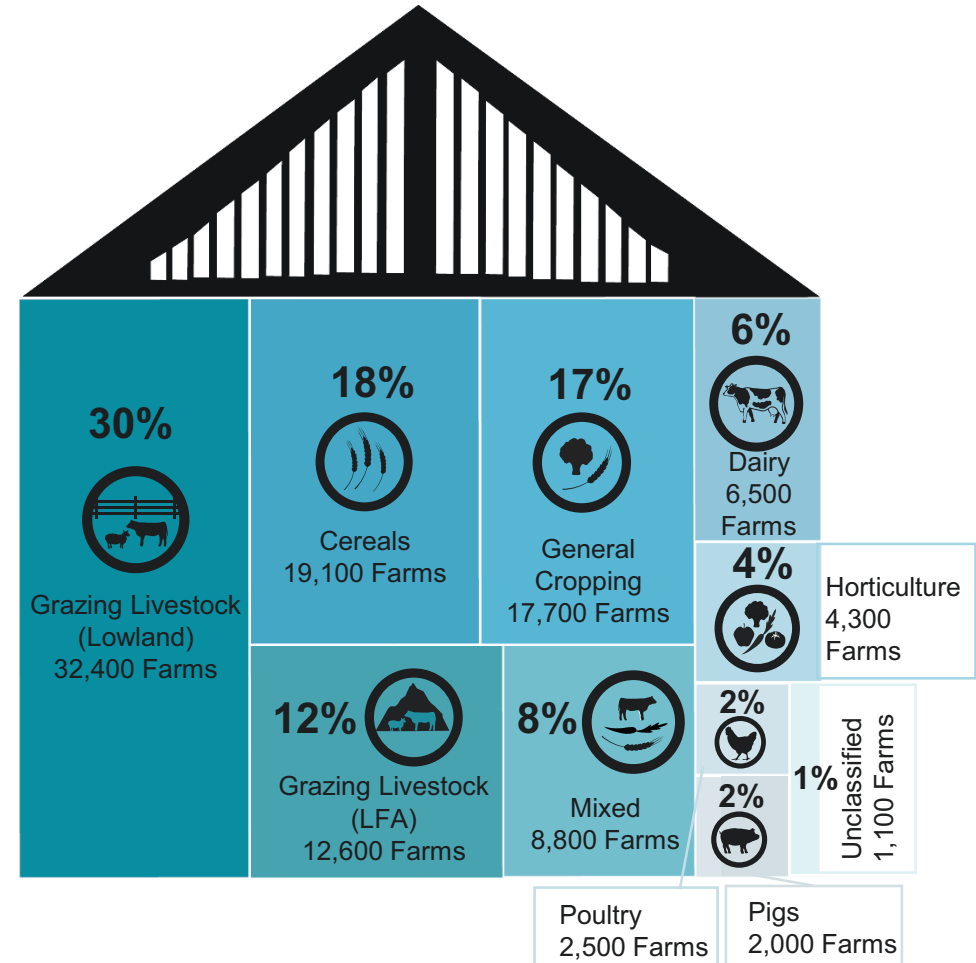 30%
Grazing Livestock
(Lowland)
32,400 Farms
18%
Cereals
19,100 Farms
17%
General
Cropping
17,700 Farms
6%
Dairy
6,500
Farms
4%
Horticulture
4,300
Farms
12%
Grazing Livestock
(LFA)
12,600 Farms
8%
Mixed
8,800 Farms
2%
2%
1%
Unclassified
1,100 Farms
Poultry
2,500 Farms
Pigs
2,000 Farms